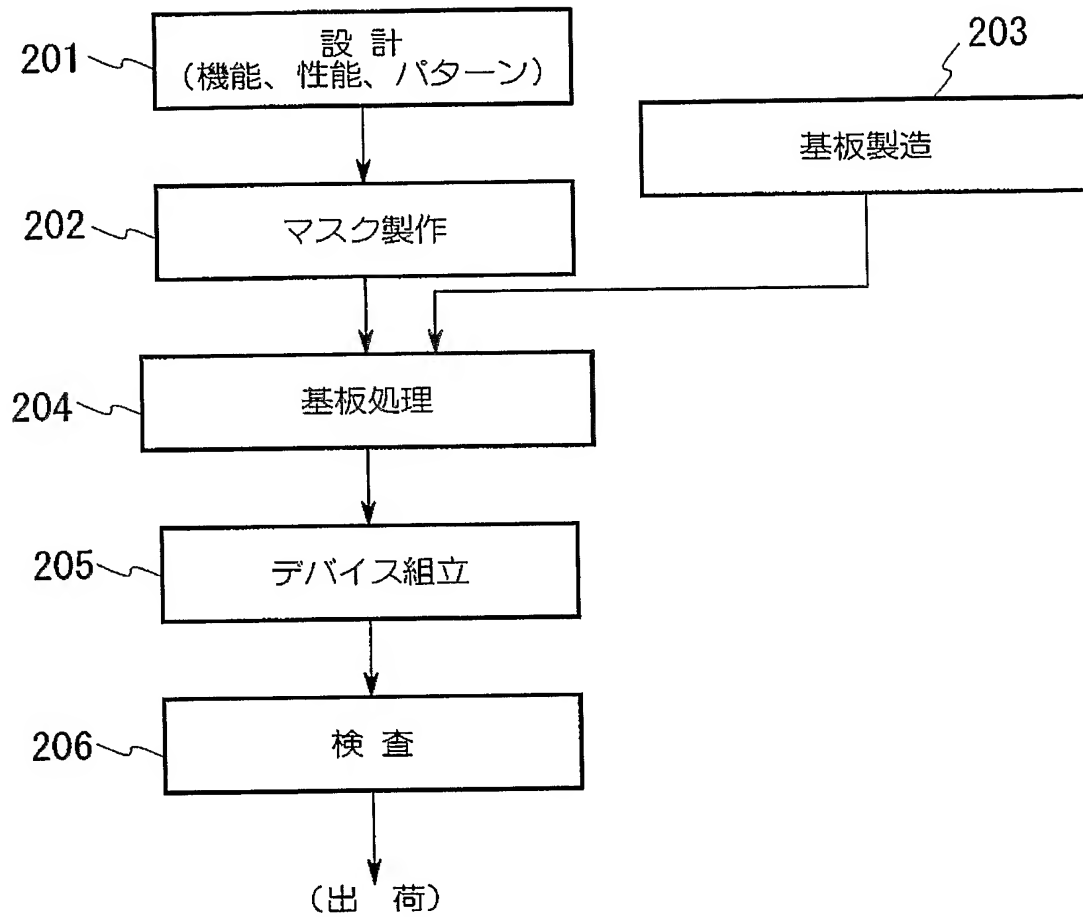 201
設 計
（機能、性能、パターン）
203
基板製造
202
マスク製作
204
基板処理
205
デバイス組立
206
検 査
（出 荷）